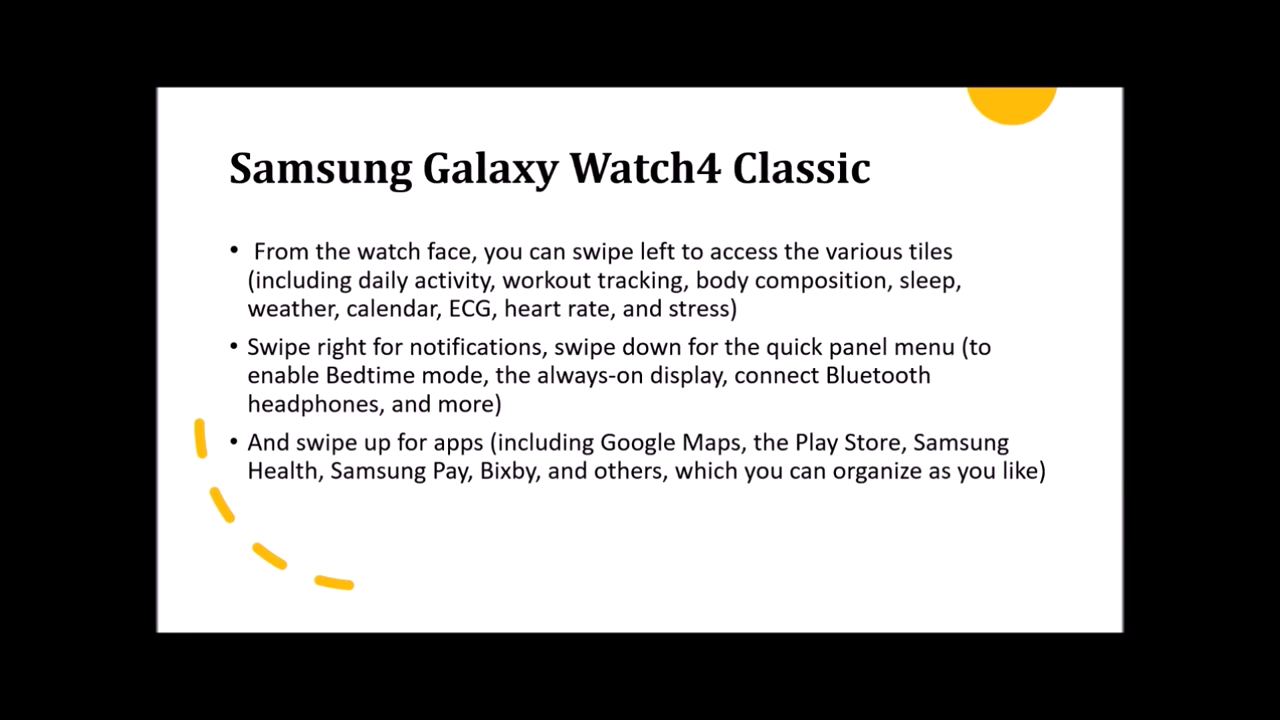 Samsung Galaxy Watch4 Classic
• From the watch face, you can swipe left to access the various tiles
(including daily activity, workout tracking, body composition, sleep,
weather, calendar, ECG, heart rate, and stress)
• Swipe right for notifications, swipe down for the quick panel menu (to
enable Bedtime mode, the always-on display, connect Bluetooth
headphones, and more)
• And swipe up for apps (including Google Maps, the Play Store, Samsung
Health, Samsung Pay, Bixby, and others, which you can organize as you like)